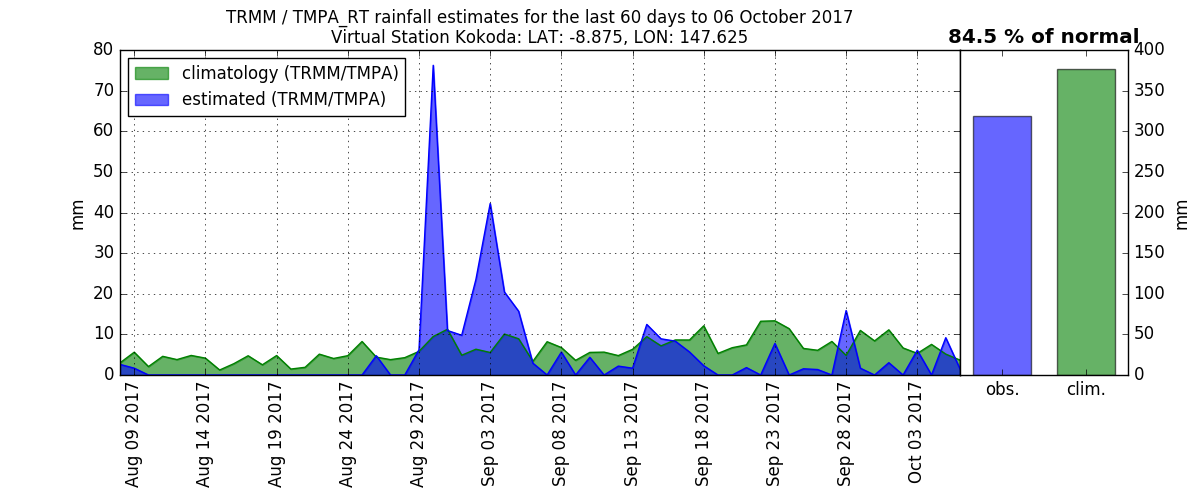 TRMM / TMPA_RT rainfall estimates for the last 60 days to 06 October 2017
Virtual Station Kokoda: LAT: -8.875, LON: 147.625
84.5 % of normal
climatology (TRMM/TMPA)
estimated (TRMM/TMPA)
mm
80
70
60
50
40
30
20
10
0
Aug 09 2017
Aug 14 2017
Aug 19 2017
Aug 24 2017
Aug 29 2017
Sep 03 2017
Sep 08 2017
Sep 13 2017
Sep 18 2017
Sep 23 2017
Sep 28 2017
Oct 03 2017
obs.
clim.
400
350
300
250
200
150
100
50
0
mm